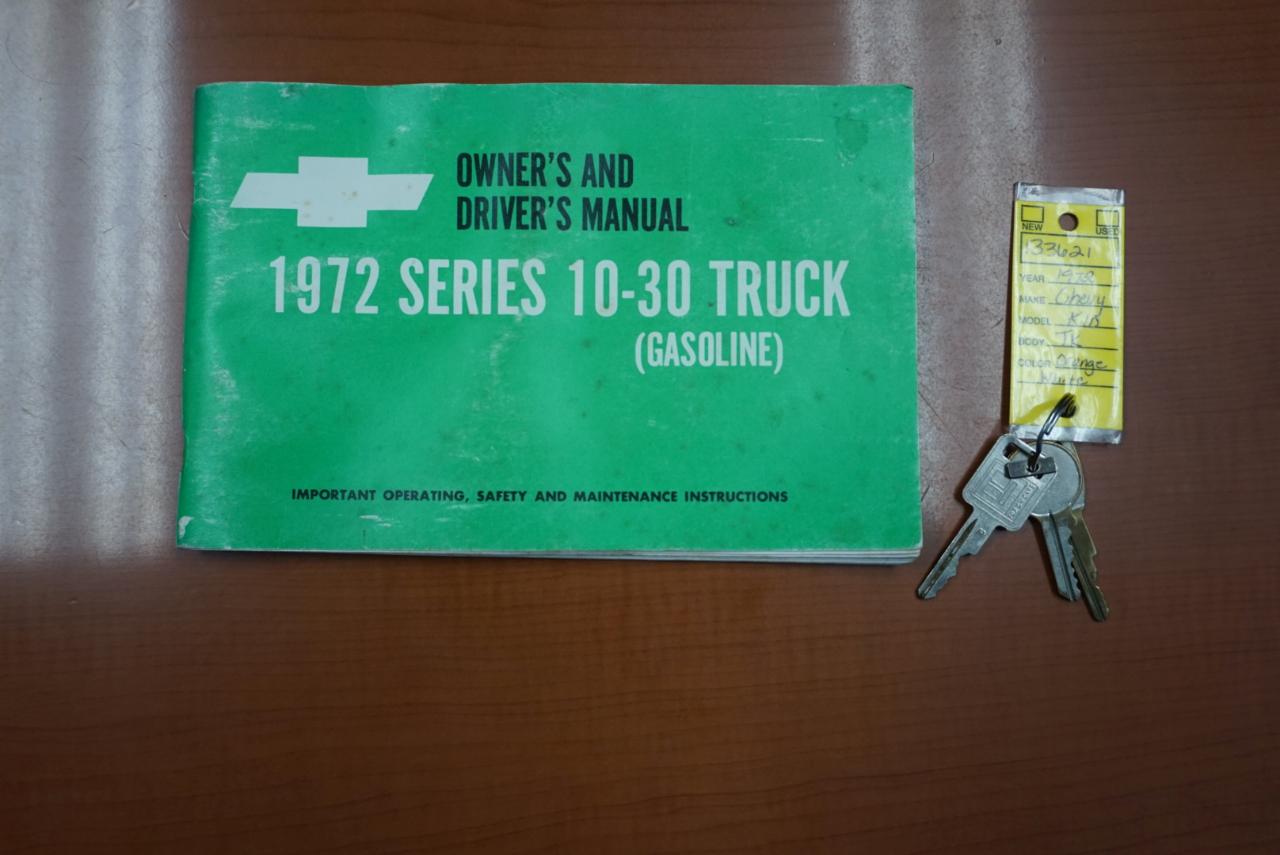 OWNER'S AND
DRIVER'S MANUAL
1972 SERIES 10-30 TRUCK
(GASOLINE)
IMPORTANT OPERATING, SAFETY AND MAINTENANCE INSTRUCTIONS
NEW USED
133621
YEAR
MAKE Chevy
MODEL
BODY TK
COLOR Orange
White